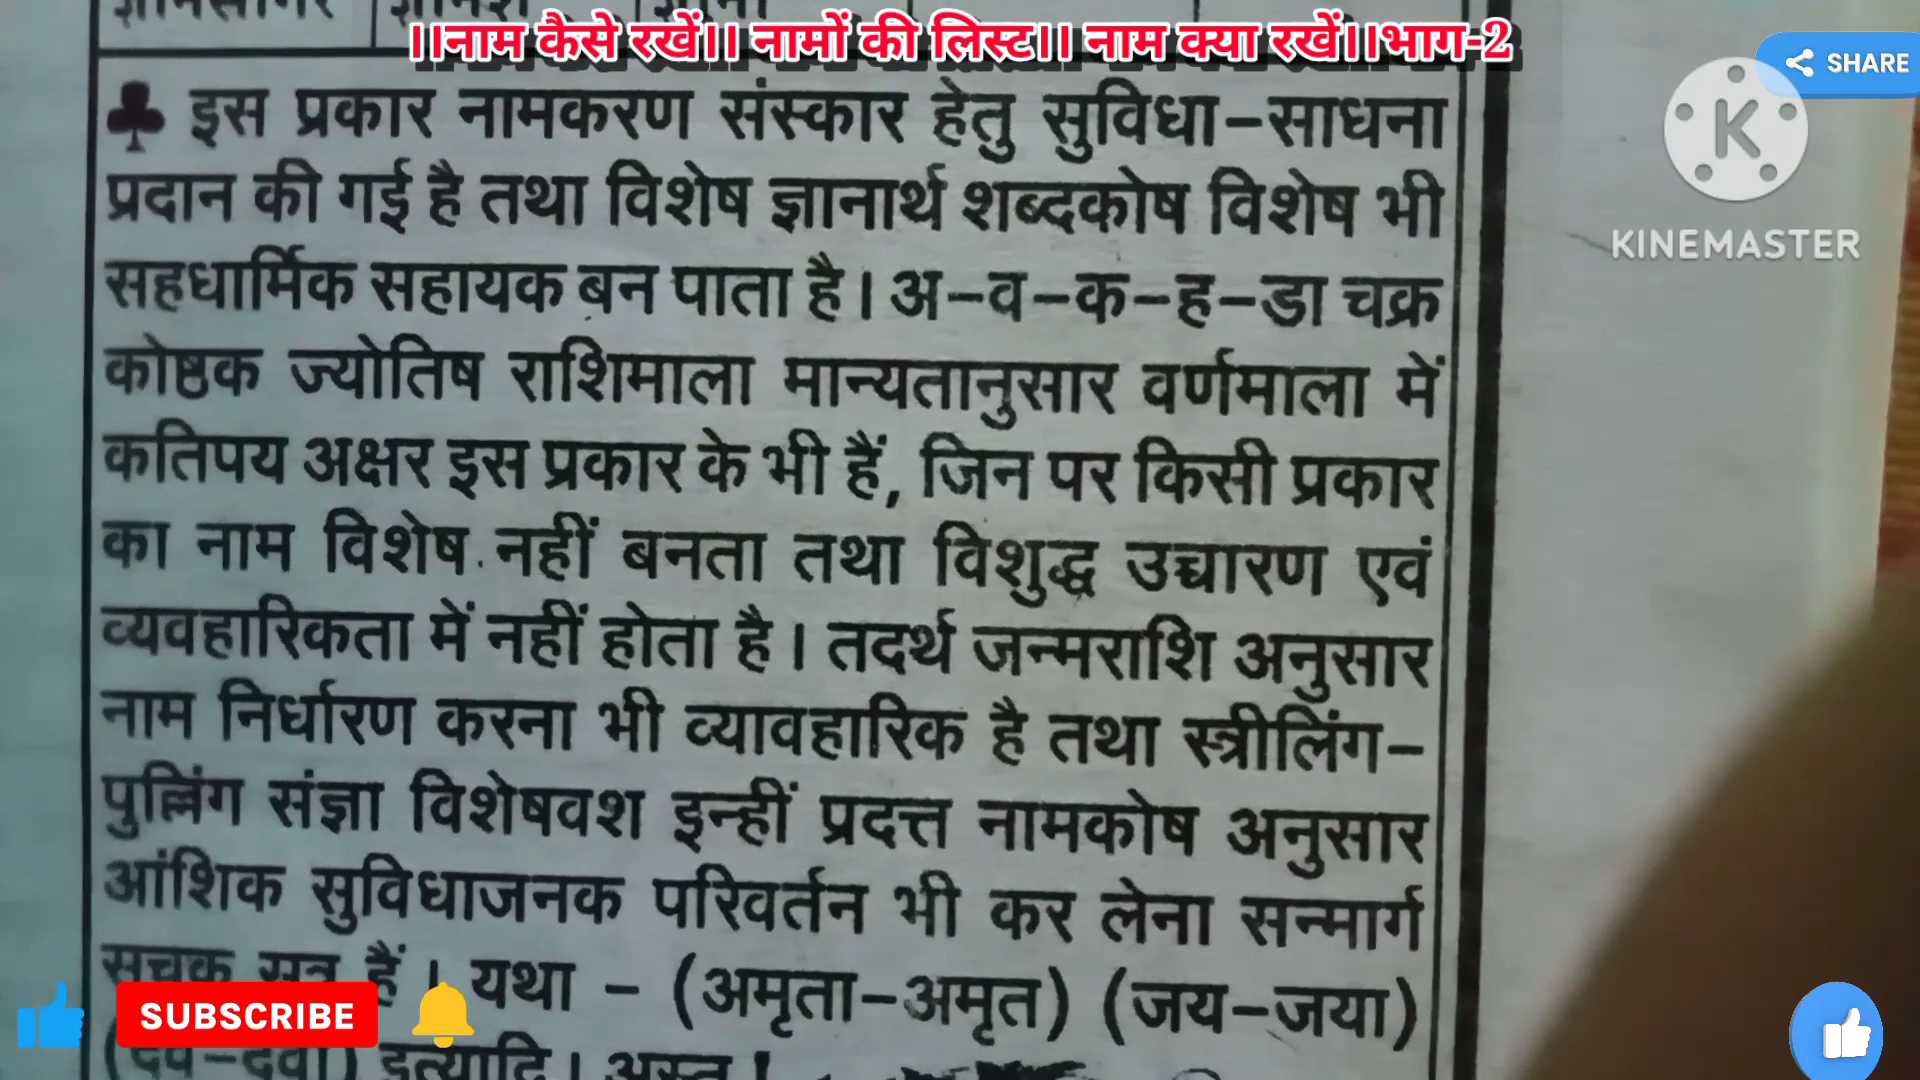 ।।नाम कैसे रखें।। नामों की लिस्ट।। नाम क्या रखें।।भाग-2
SHARE
KINEMASTER
♣ इस प्रकार नामकरण संस्कार हेतु सुविधा-साधना
प्रदान की गई है तथा विशेष ज्ञानार्थ शब्दकोष विशेष भी
सहधार्मिक सहायक बन पाता है। अ-व-क-ह-डा चक्र
कोष्ठक ज्योतिष राशिमाला मान्यतानुसार वर्णमाला में
कतिपय अक्षर इस प्रकार के भी हैं, जिन पर किसी प्रकार
का नाम विशेष नहीं बनता तथा विशुद्ध उच्चारण एवं
व्यवहारिकता में नहीं होता है। तदर्थ जन्मराशि अनुसार
नाम निर्धारण करना भी व्यावहारिक है तथा स्त्रीलिंग-
पुल्लिंग संज्ञा विशेषवश इन्हीं प्रदत्त नामकोष अनुसार
आंशिक सुविधाजनक परिवर्तन भी कर लेना सन्मार्ग
सूचक सूत्र हैं। यथा - (अमृता-अमृत) (जय-जया)
इत्यादि। अस्तु!
SUBSCRIBE